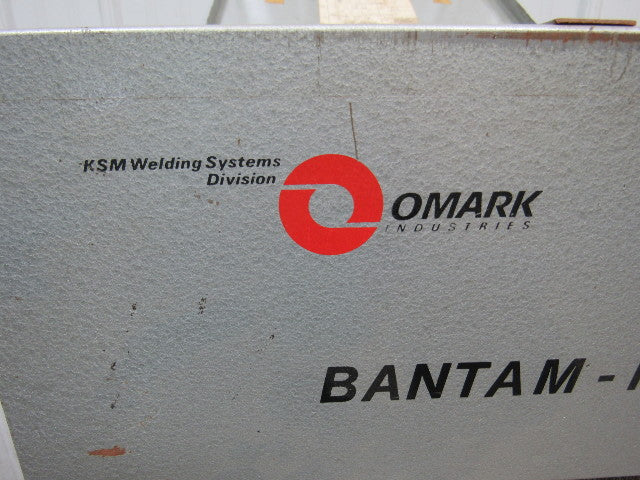 KSM Welding Systems
Division
OMARK
INDUSTRIES
BANTAM -